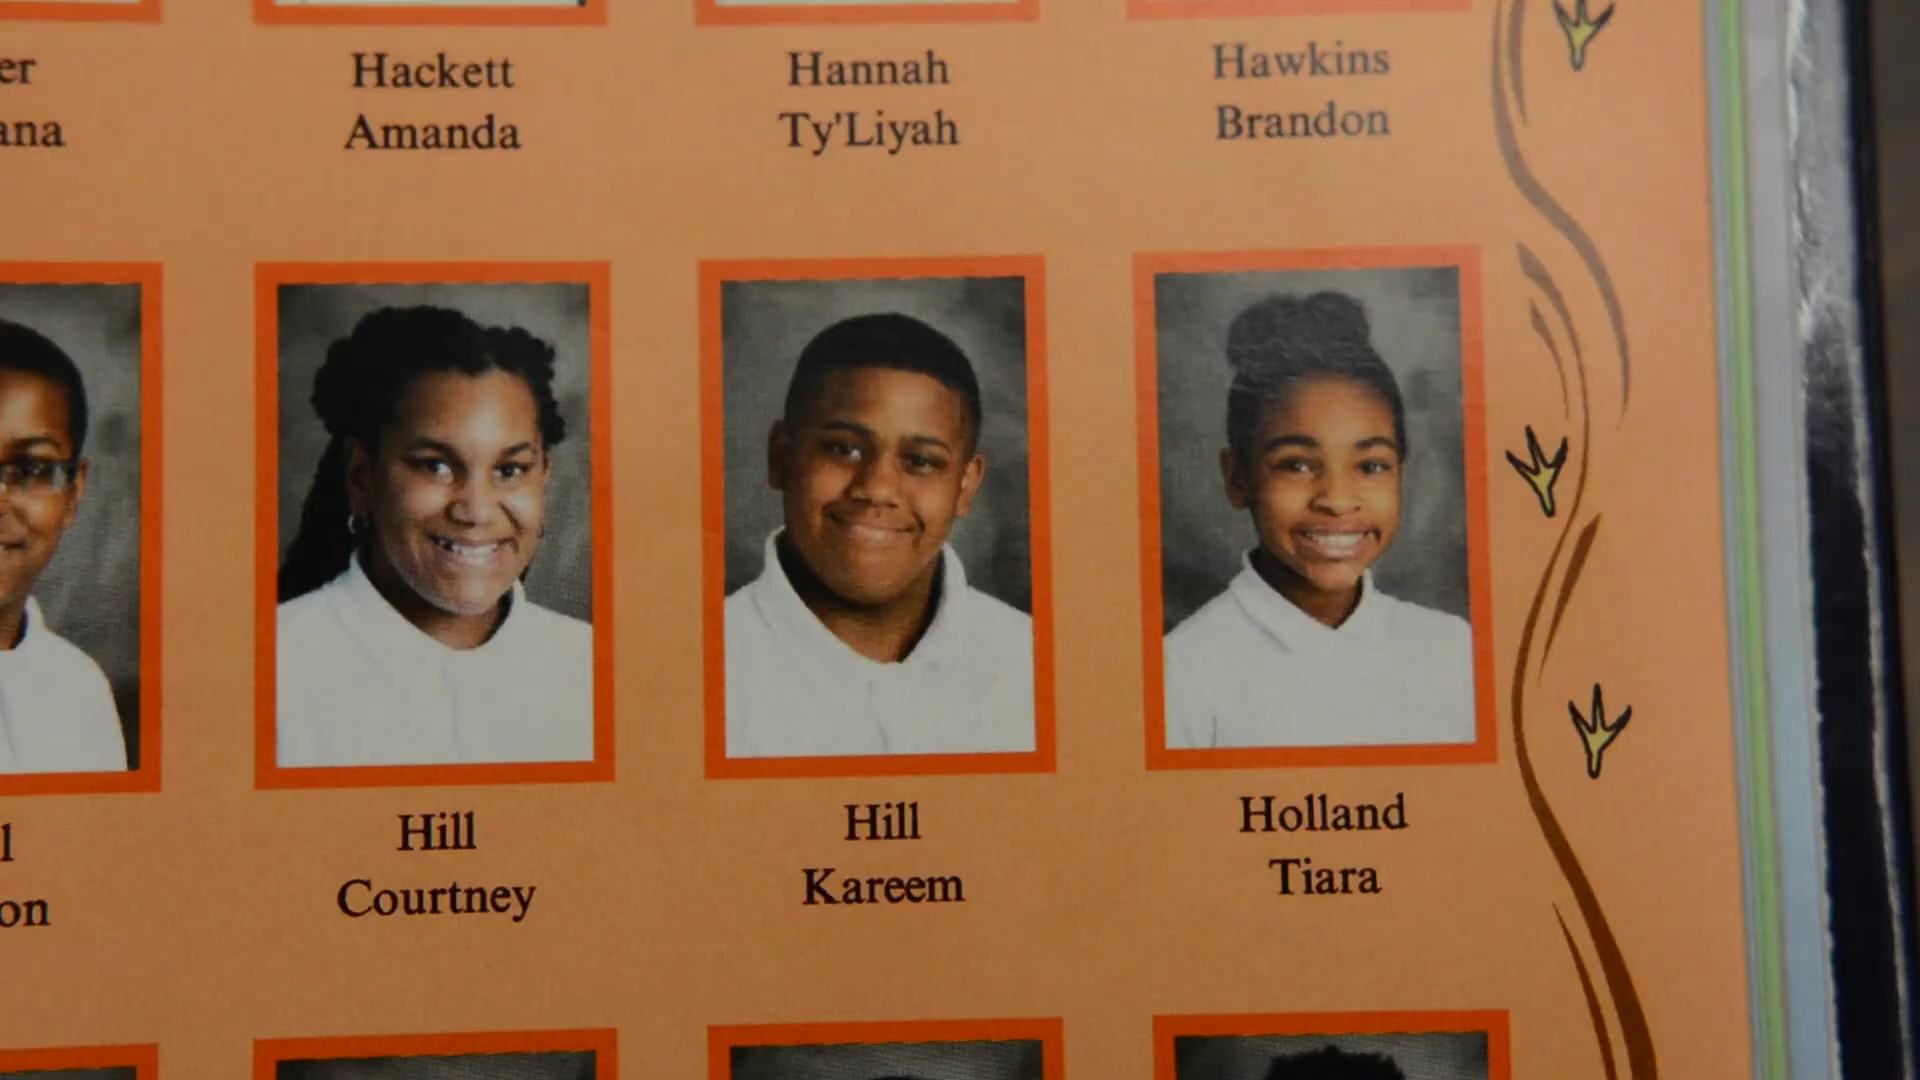 Hackett
Amanda
Hannah
Ty'Liyah
Hawkins
Brandon
Hill
Courtney
Hill
Kareem
Holland
Tiara